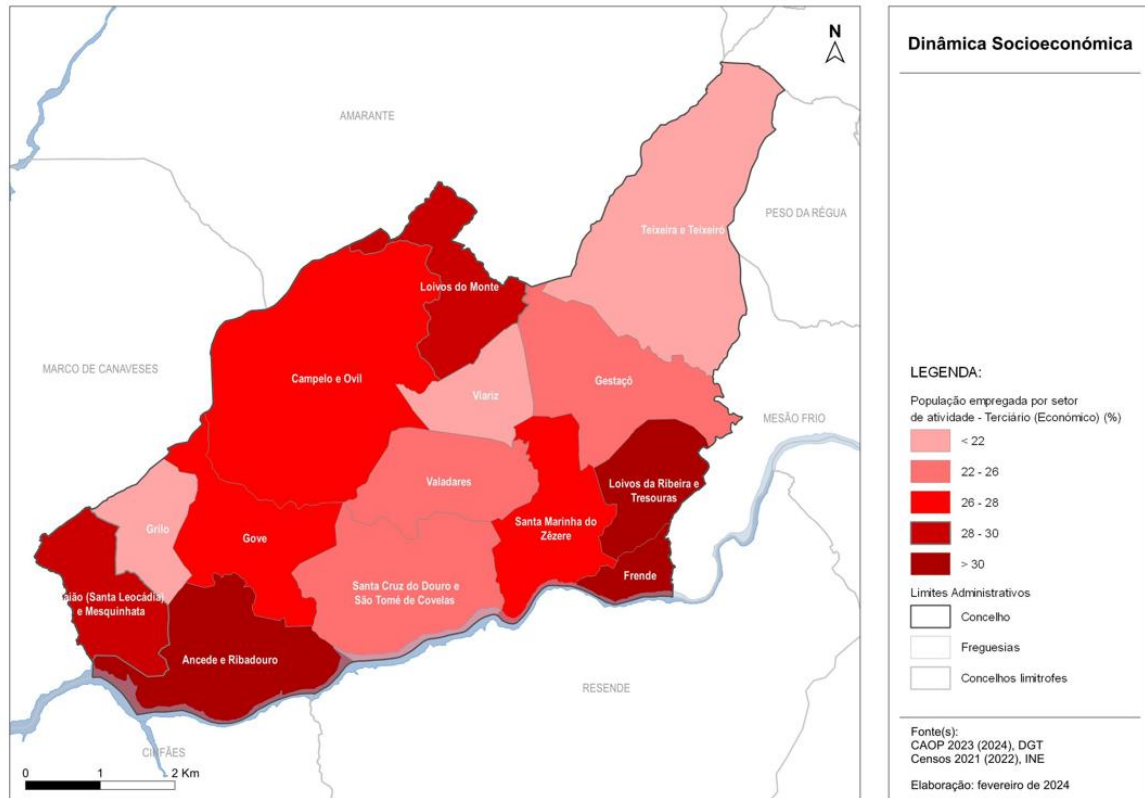 N
AMARANTE
PESO DA RÉGUA
Teixeira e Teixeiró
Loivos do Monte
MARCO DE CANAVESES
Campelo e Ovil
Viariz
Gestaçô
MESÃO FRIO
Valadares
Loivos da Ribeira e
Tresouras
Grilo
Gove
Santa Marinha do
Zêzere
Frende
Santa Cruz do Douro e
São Tomé de Covelas
aião (Santa Leocádia)
e Mesquinhata
Ancede e Ribadouro
RESENDE
CINFÃES
0 1 2 Km
Dinâmica Socioeconómica
LEGENDA:
População empregada por setor
de atividade - Terciário (Económico) (%)
< 22
22 - 26
26 - 28
28 - 30
> 30
Limites Administrativos
Concelho
Freguesias
Concelhos limítrofes
Fonte(s):
CAOP 2023 (2024), DGT
Censos 2021 (2022), INE
Elaboração: fevereiro de 2024